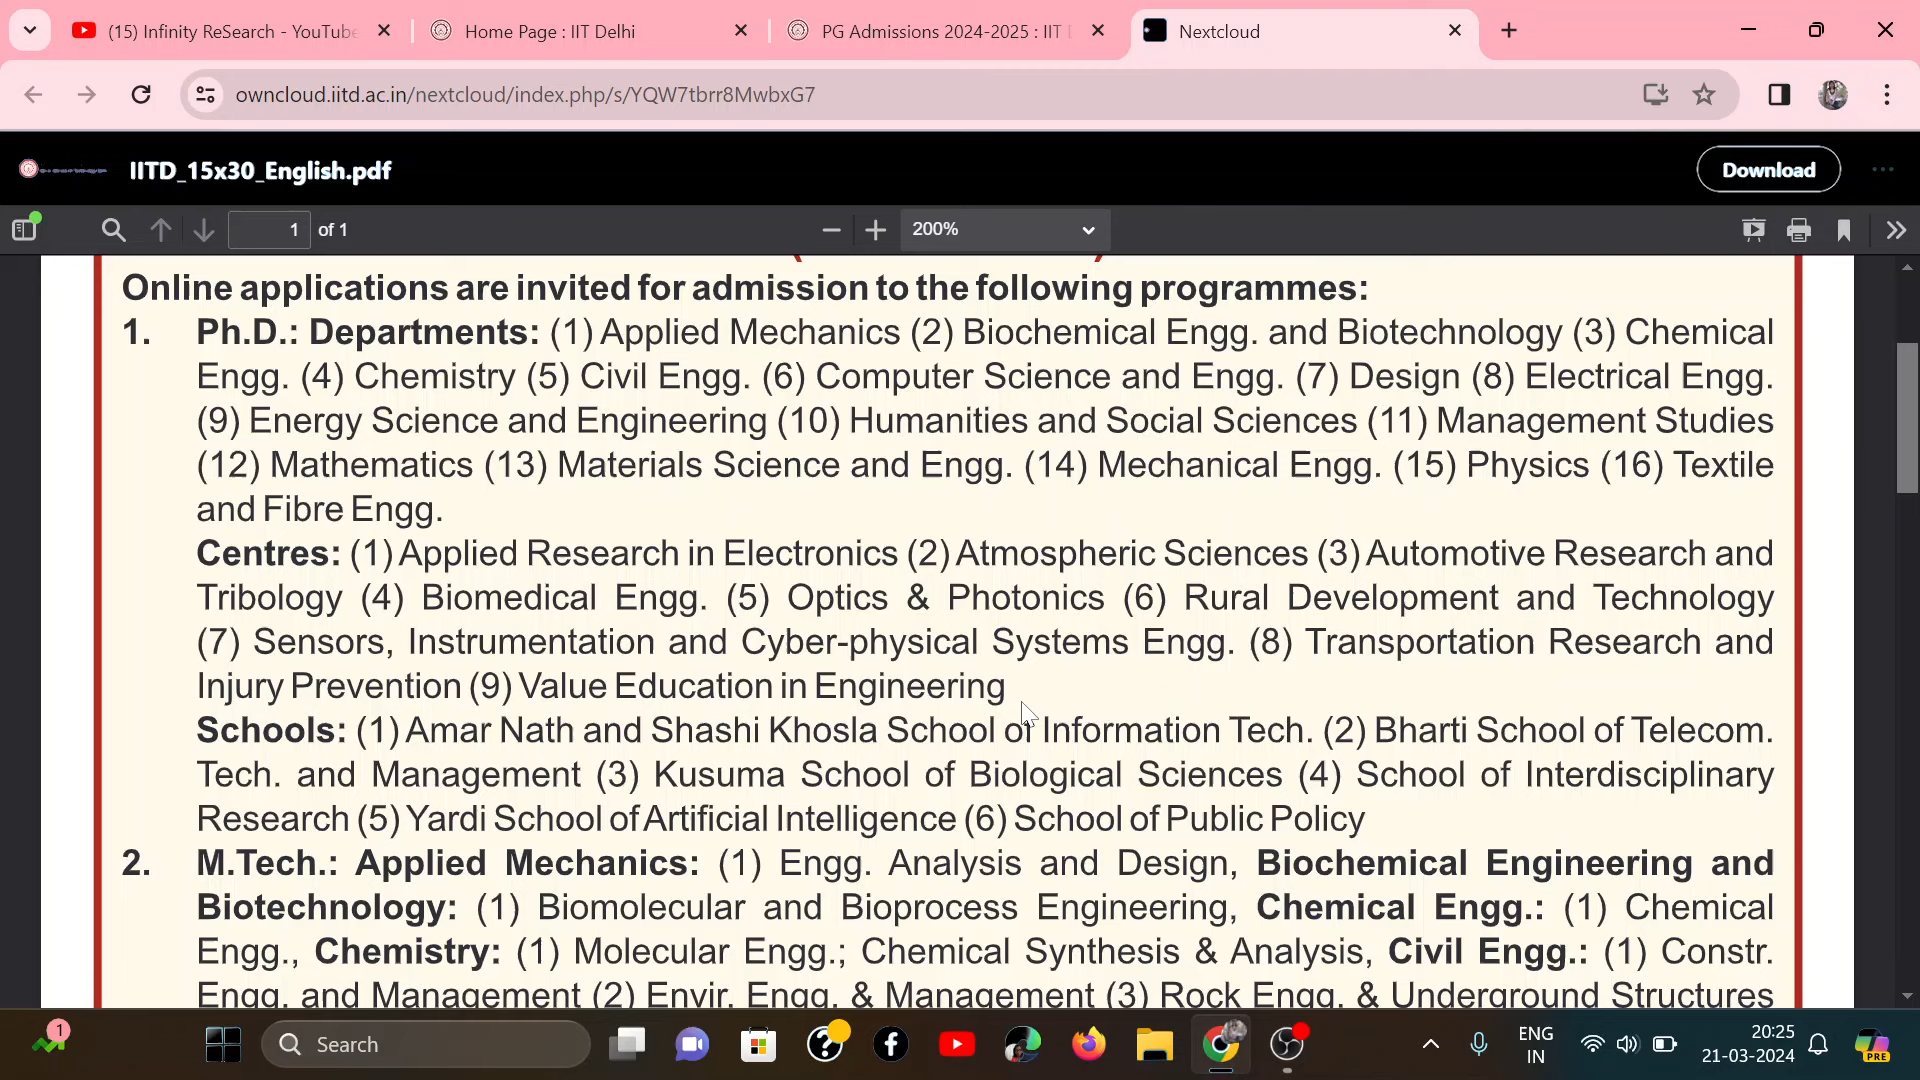 (15) Infinity ReSearch - YouTube
Home Page : IIT Delhi
PG Admissions 2024-2025 : IIT
Nextcloud
owncloud.iitd.ac.in/nextcloud/index.php/s/YQW7tbrr8MwbxG7
IITD_15x30_English.pdf
Download
1 of 1
200%
Online applications are invited for admission to the following programmes:
1. Ph.D.: Departments: (1) Applied Mechanics (2) Biochemical Engg. and Biotechnology (3) Chemical
Engg. (4) Chemistry (5) Civil Engg. (6) Computer Science and Engg. (7) Design (8) Electrical Engg.
(9) Energy Science and Engineering (10) Humanities and Social Sciences (11) Management Studies
(12) Mathematics (13) Materials Science and Engg. (14) Mechanical Engg. (15) Physics (16) Textile
and Fibre Engg.
Centres: (1) Applied Research in Electronics (2) Atmospheric Sciences (3) Automotive Research and
Tribology (4) Biomedical Engg. (5) Optics & Photonics (6) Rural Development and Technology
(7) Sensors, Instrumentation and Cyber-physical Systems Engg. (8) Transportation Research and
Injury Prevention (9) Value Education in Engineering
Schools: (1) Amar Nath and Shashi Khosla School of Information Tech. (2) Bharti School of Telecom.
Tech. and Management (3) Kusuma School of Biological Sciences (4) School of Interdisciplinary
Research (5) Yardi School of Artificial Intelligence (6) School of Public Policy
2. M.Tech.: Applied Mechanics: (1) Engg. Analysis and Design, Biochemical Engineering and
Biotechnology: (1) Biomolecular and Bioprocess Engineering, Chemical Engg.: (1) Chemical
Engg., Chemistry: (1) Molecular Engg.; Chemical Synthesis & Analysis, Civil Engg.: (1) Constr.
Engg. and Management (2) Envir. Engg. & Management (3) Rock Engg. & Underground Structures
1
Search
ENG
IN
20:25
21-03-2024
PRE